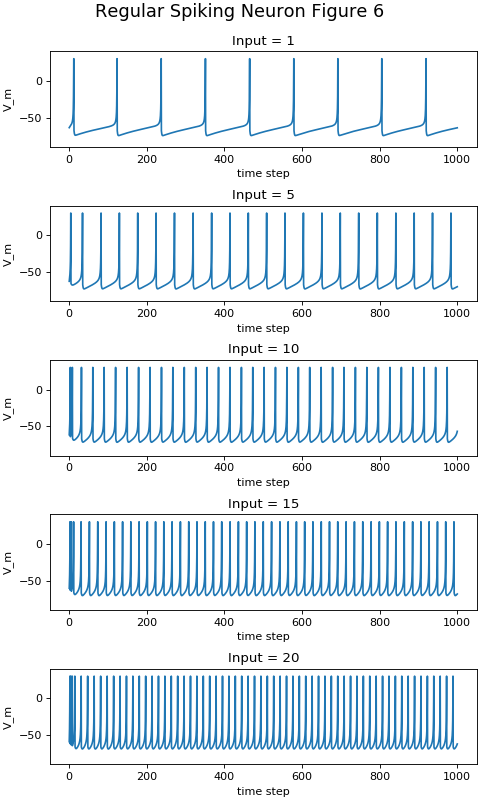 Regular Spiking Neuron Figure 6
Input = 1
0
−50
V_m
0 200 400 600 800 1000
time step
Input = 5
0
−50
V_m
0 200 400 600 800 1000
time step
Input = 10
0
−50
V_m
0 200 400 600 800 1000
time step
Input = 15
0
−50
V_m
0 200 400 600 800 1000
time step
Input = 20
0
−50
V_m
0 200 400 600 800 1000
time step